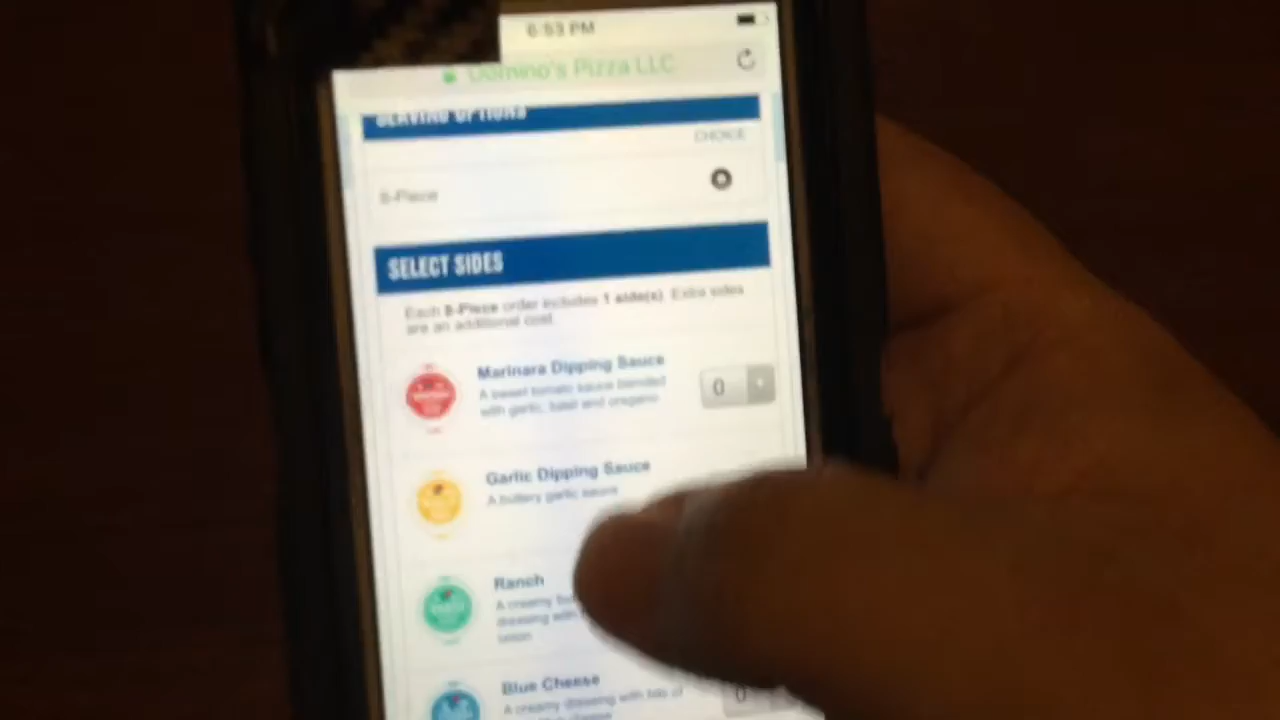 6:53 PM
Domino's Pizza LLC
SERVING OPTIONS
CHOICE
8-Piece
SELECT SIDES
Each 8-Piece order includes 1 side(s). Extra sides
are an additional cost.
Marinara Dipping Sauce
A sweet tomato sauce blended
with garlic, basil and oregano
0
Garlic Dipping Sauce
A buttery garlic sauce
Ranch
A creamy
dressing with
onion
Blue Cheese
A creamy dressing with bits of
cheese
0